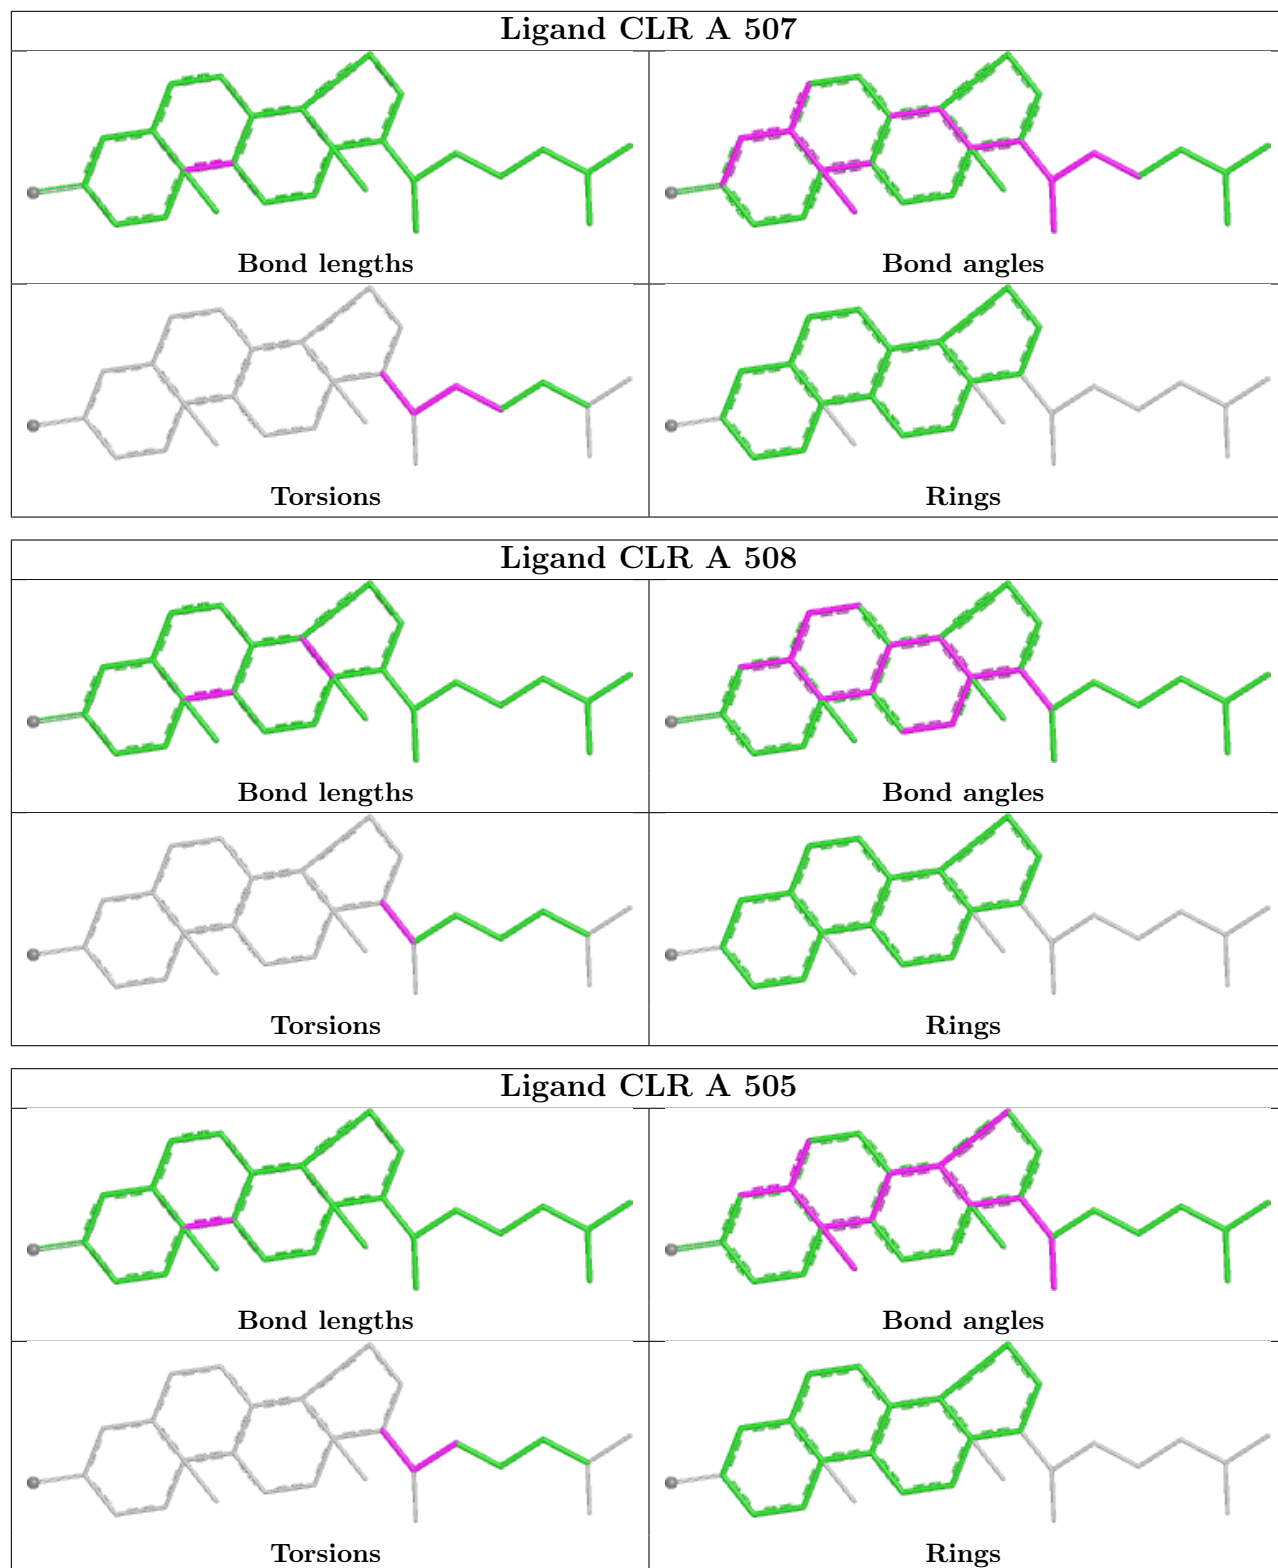 Ligand CLR A 507
Bond lengths
Bond angles
Torsions
Rings
Ligand CLR A 508
Bond lengths
Bond angles
Torsions
Rings
Ligand CLR A 505
Bond lengths
Bond angles
Torsions
Rings